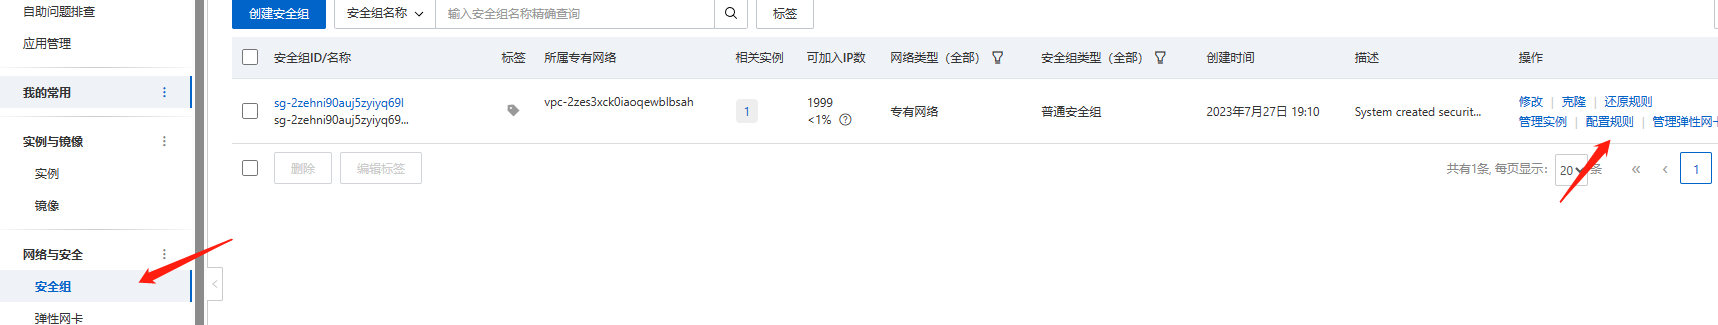 自助问题排查
应用管理
我的常用
实例与镜像
实例
镜像
网络与安全
安全组
弹性网卡
创建安全组
安全组名称
输入安全组名称精确查询
标签
安全组ID/名称 标签 所属专有网络 相关实例 可加入IP数 网络类型（全部） 安全组类型（全部） 创建时间 描述 操作
sg-2zehni90auj5zyiyq69l
sg-2zehni90auj5zyiyq69...
vpc-2zes3xck0iaoqewblbsah
1
1999
<1%
专有网络
普通安全组
2023年7月27日 19:10
System created securit...
修改 | 克隆 | 还原规则
管理实例 | 配置规则 | 管理弹性网卡
删除
编辑标签
共有1条, 每页显示: 20 条 « ‹ 1